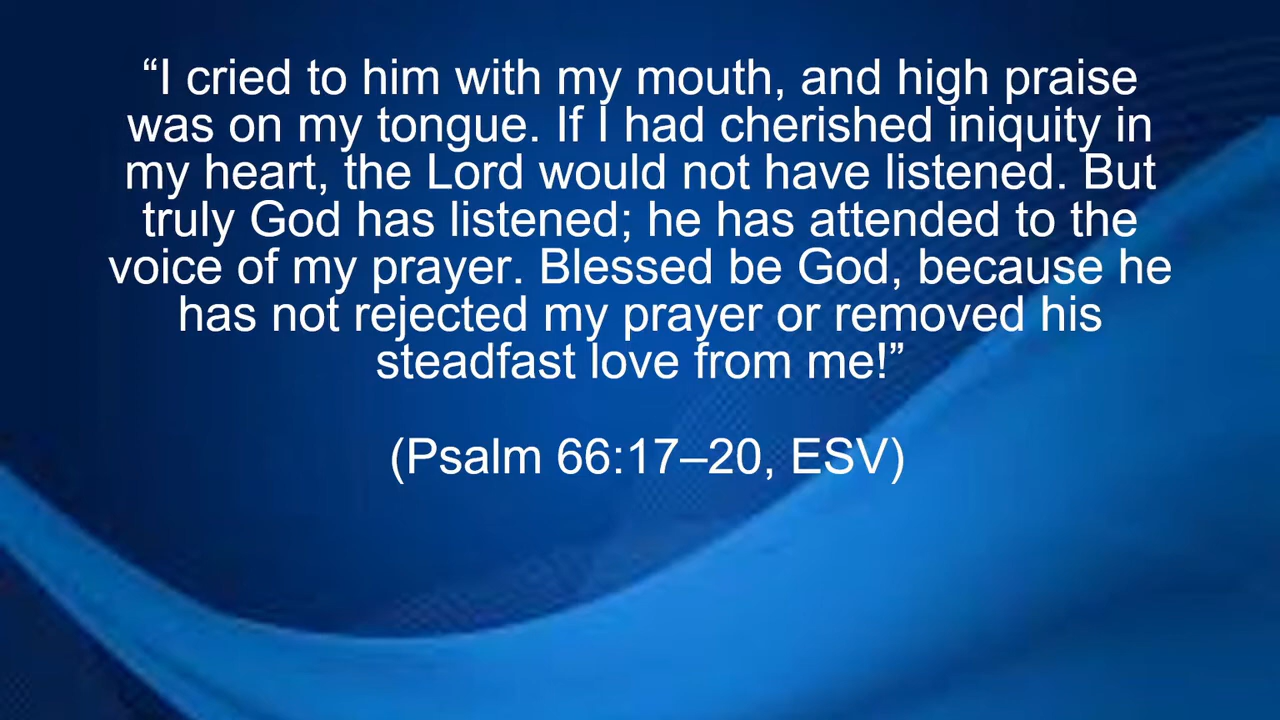 “I cried to him with my mouth, and high praise
was on my tongue. If I had cherished iniquity in
my heart, the Lord would not have listened. But
truly God has listened; he has attended to the
voice of my prayer. Blessed be God, because he
has not rejected my prayer or removed his
steadfast love from me!”
(Psalm 66:17–20, ESV)